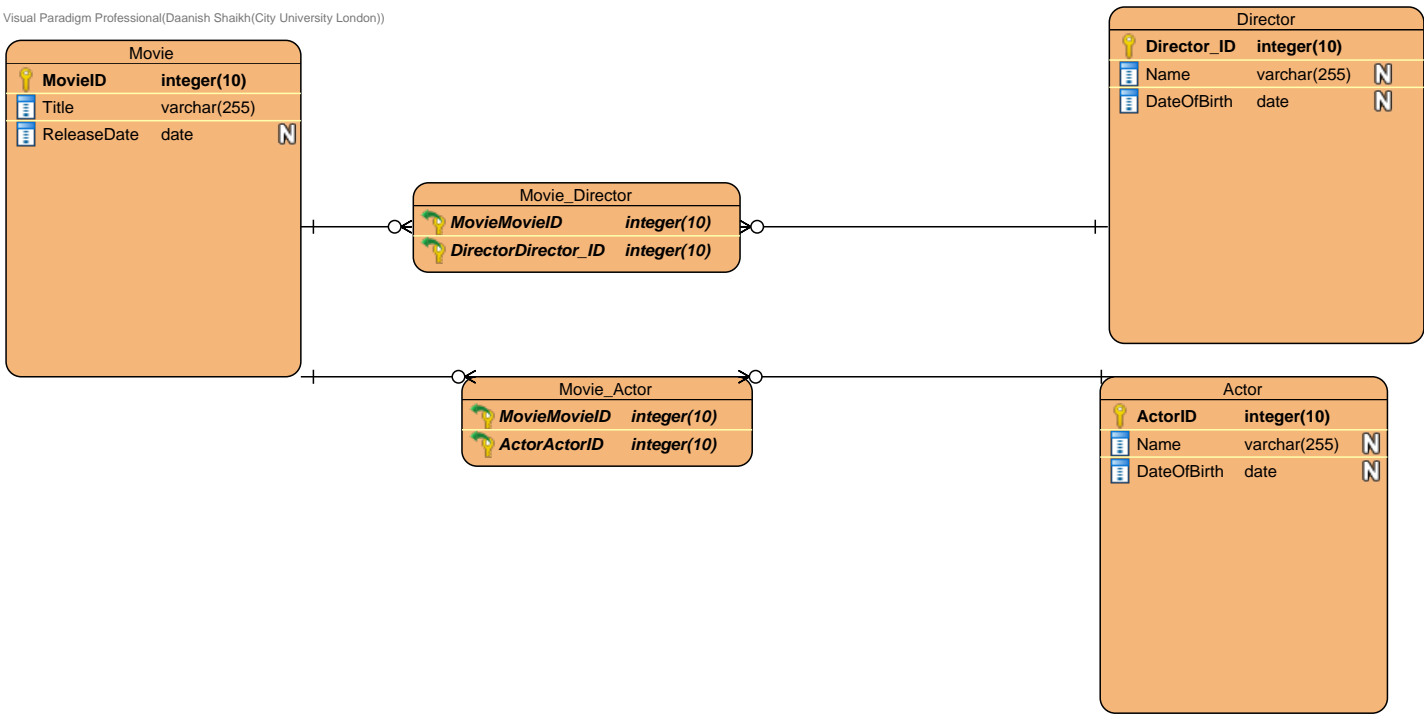 Visual Paradigm Professional(Daanish Shaikh(City University London))
Movie
MovieID integer(10)
Title varchar(255)
ReleaseDate date N
Director
Director_ID integer(10)
Name varchar(255) N
DateOfBirth date N
Movie_Director
MovieMovieID integer(10)
DirectorDirector_ID integer(10)
Movie_Actor
MovieMovieID integer(10)
ActorActorID integer(10)
Actor
ActorID integer(10)
Name varchar(255) N
DateOfBirth date N